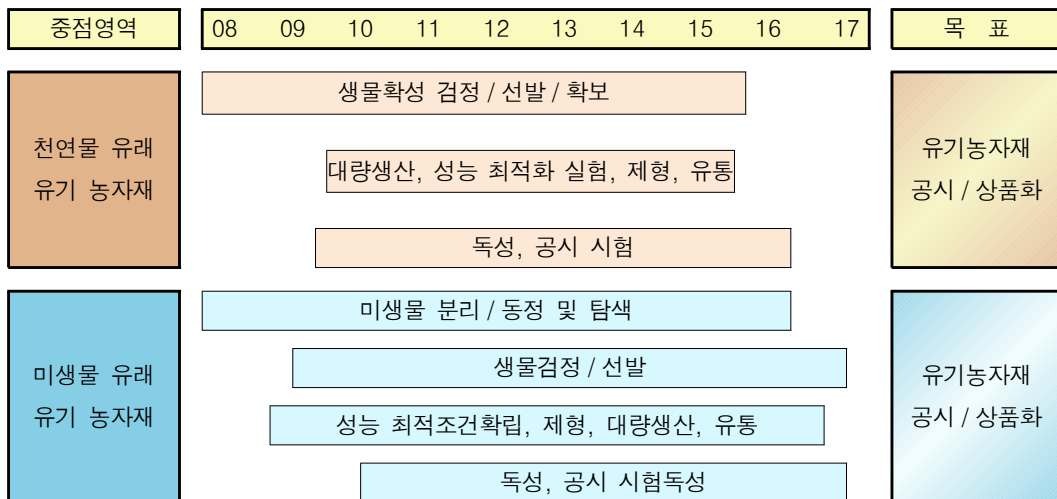 중점영역 08 09 10 11 12 13 14 15 16 17 목 표
생물확성 검정 / 선발 / 확보
천연물 유래
유기 농자재
대량생산, 성능 최적화 실험, 제형, 유통
독성, 공시 시험
유기농자재
공시 / 상품화
미생물 분리 / 동정 및 탐색
생물검정 / 선발
미생물 유래
유기 농자재
성능 최적조건확립, 제형, 대량생산, 유통
독성, 공시 시험독성
유기농자재
공시 / 상품화